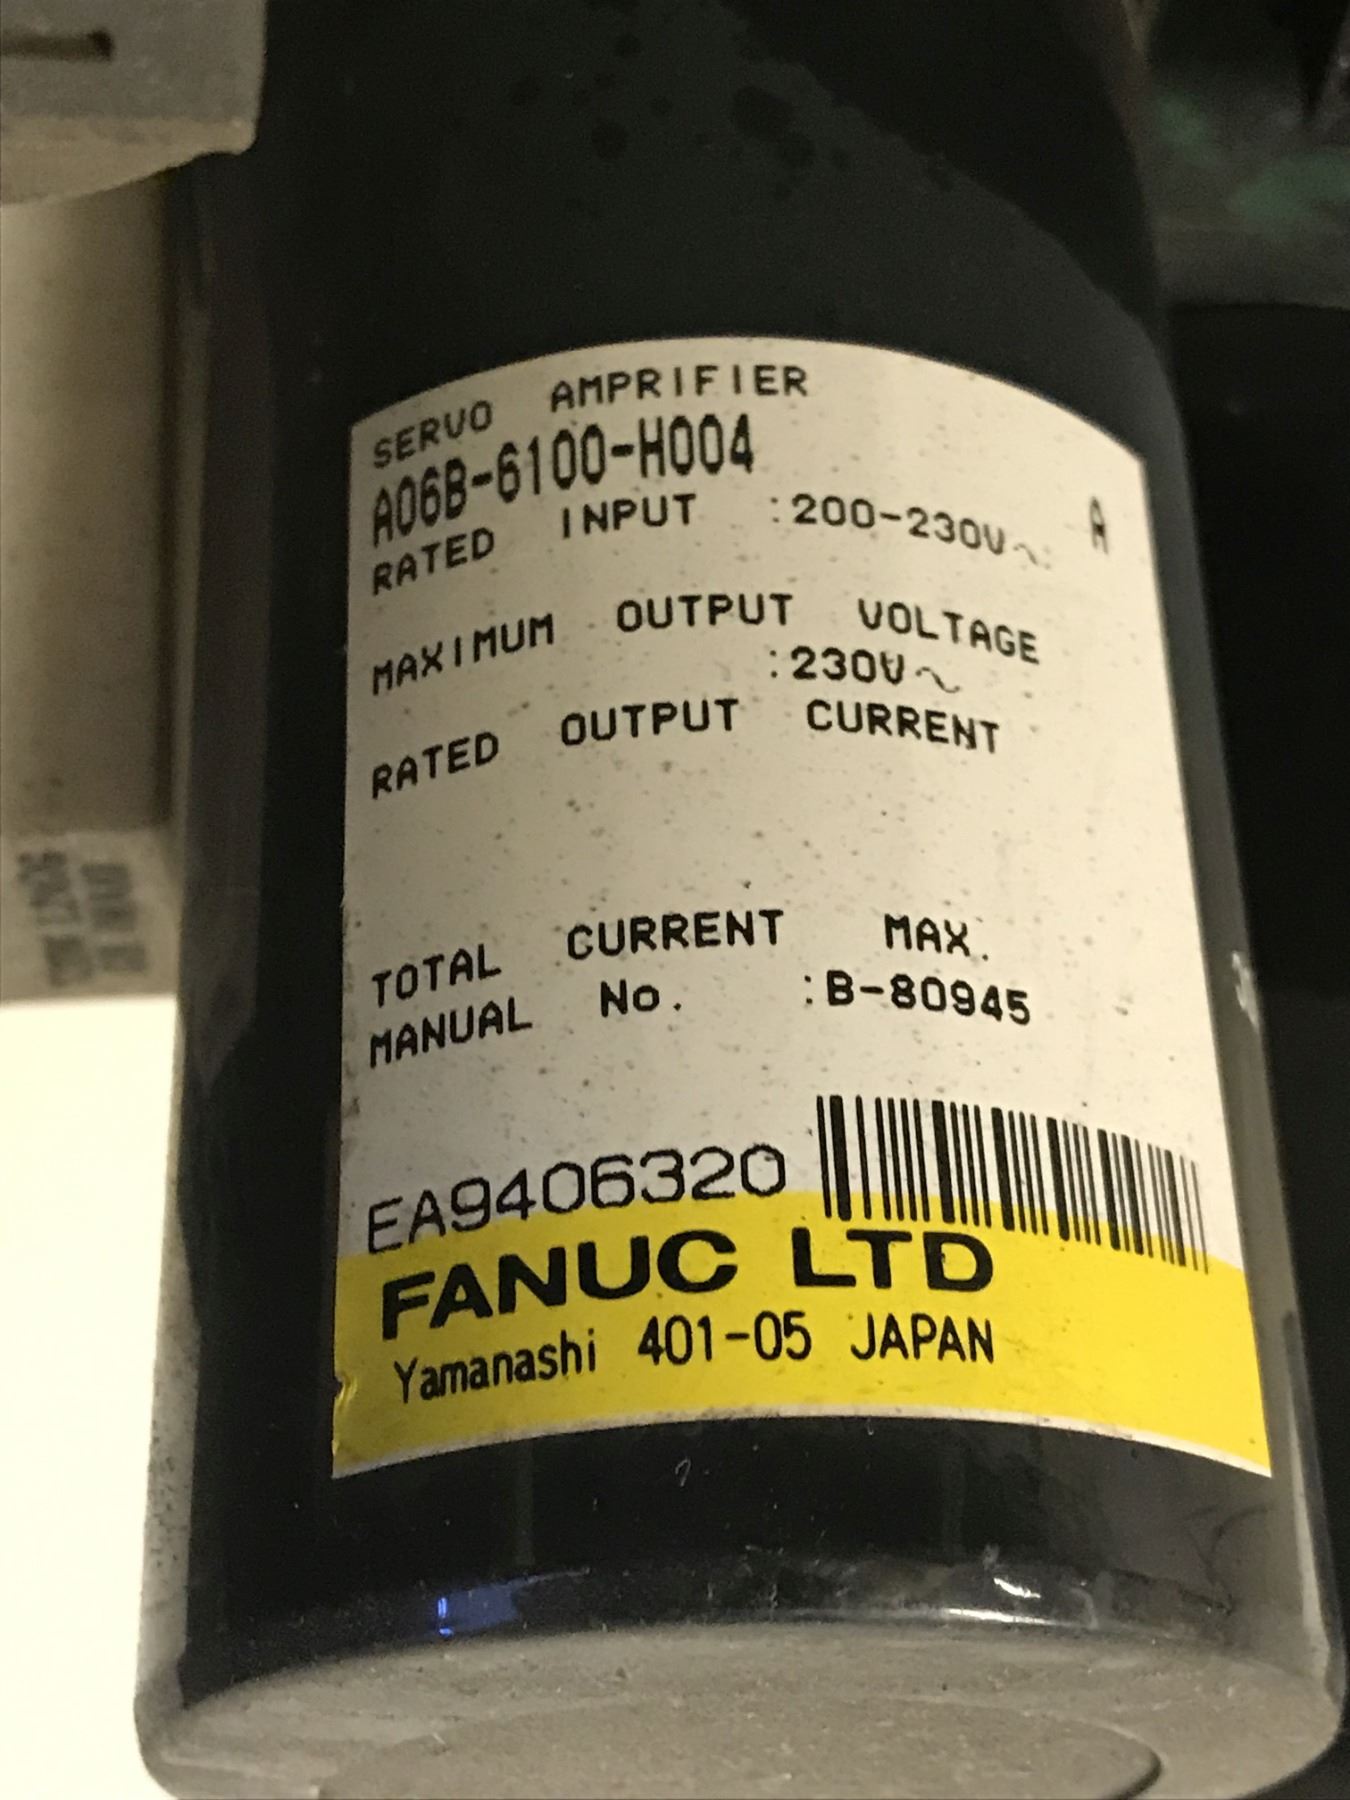 SERVO AMPRIFIER
A06B-6100-H004
RATED INPUT :200-230V~ A
MAXIMUM OUTPUT VOLTAGE
:230V~
RATED OUTPUT CURRENT
TOTAL CURRENT MAX.
MANUAL No. :B-80945
EA9406320
FANUC LTD
Yamanashi 401-05 JAPAN